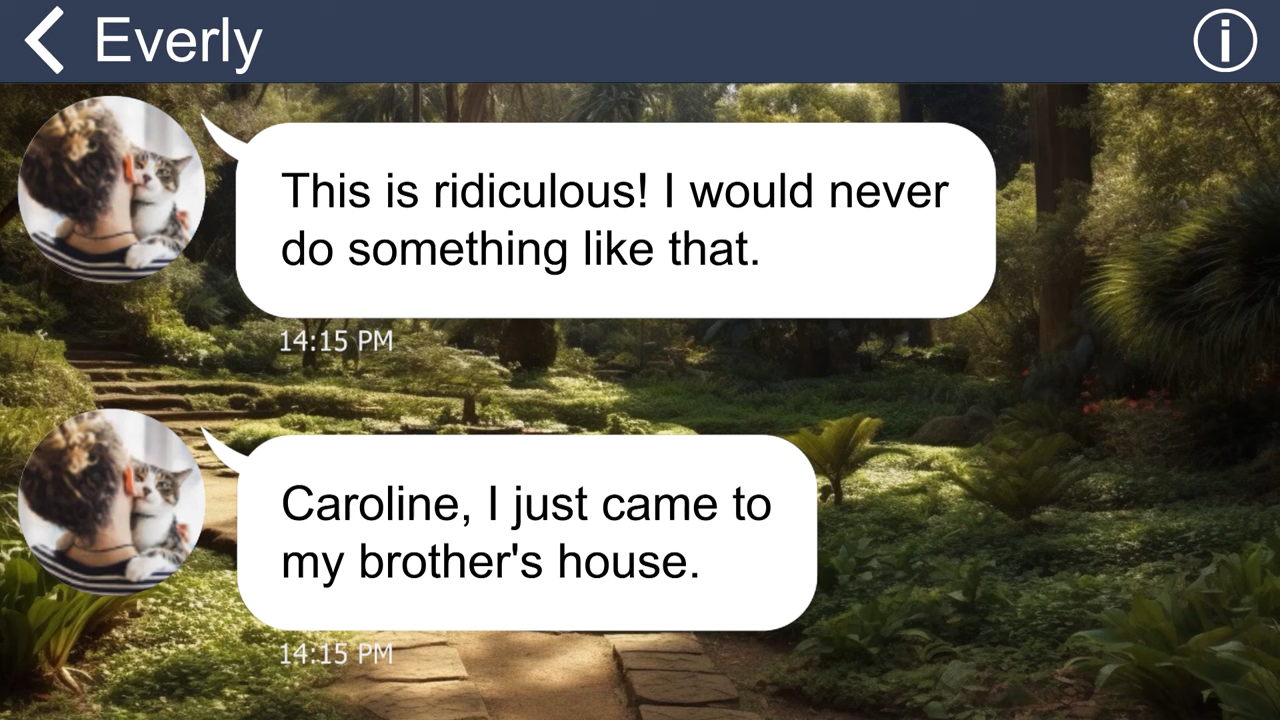 Everly
This is ridiculous! I would never
do something like that.
14:15 PM
Caroline, I just came to
my brother's house.
14:15 PM